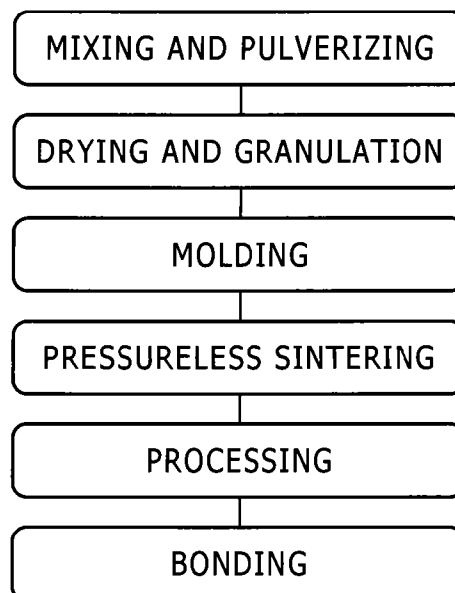 MIXING AND PULVERIZING
DRYING AND GRANULATION
MOLDING
PRESSURELESS SINTERING
PROCESSING
BONDING